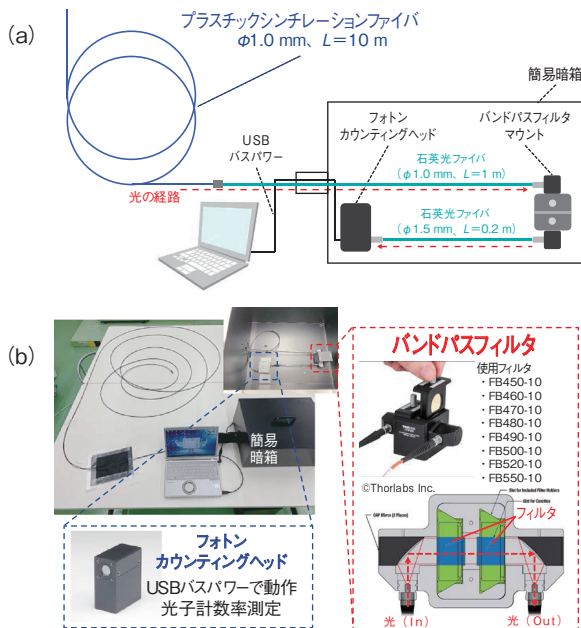 (a)
プラスチックシンチレーションファイバ
φ1.0 mm、L=10 m
簡易暗箱
フォトン
カウンティングヘッド
バンドパスフィルタ
マウント
USB
バスパワー
石英光ファイバ
(φ1.0 mm、L=1 m)
光の経路
石英光ファイバ
(φ1.5 mm、L=0.2 m)
(b)
バンドパスフィルタ
使用フィルタ
・FB450-10
・FB460-10
・FB470-10
・FB480-10
・FB490-10
・FB500-10
・FB520-10
・FB550-10
©Thorlabs Inc.
簡易
暗箱
Slot for Included Filter Holders
フィルタ
光(In)
光(Out)
フォトン
カウンティングヘッド
USBバスパワーで動作
光子計数率測定